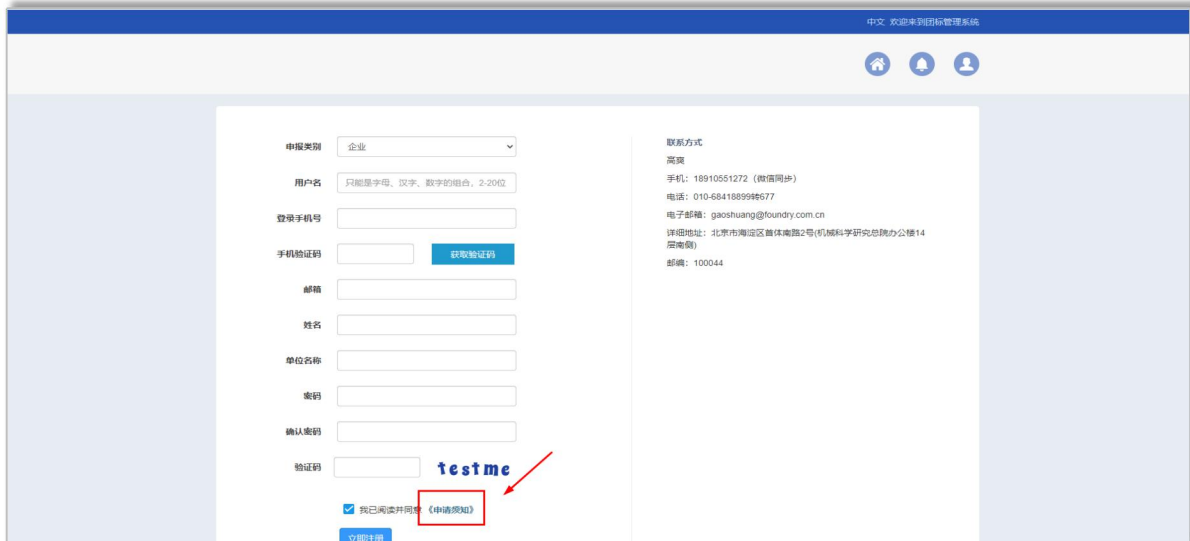 中文 欢迎来到团标管理系统
申报类别 企业
用户名 只能是字母、汉字、数字的组合，2-20位
登录手机号
手机验证码 获取验证码
邮箱
姓名
单位名称
密码
确认密码
验证码 testme
我已阅读并同意《申请须知》
立即注册
联系方式
高爽
手机：18910551272（微信同步）
电话：010-68418899转677
电子邮箱：gaoshuang@foundry.com.cn
详细地址：北京市海淀区首体南路2号(机械科学研究总院办公楼14
层南侧)
邮编：100044